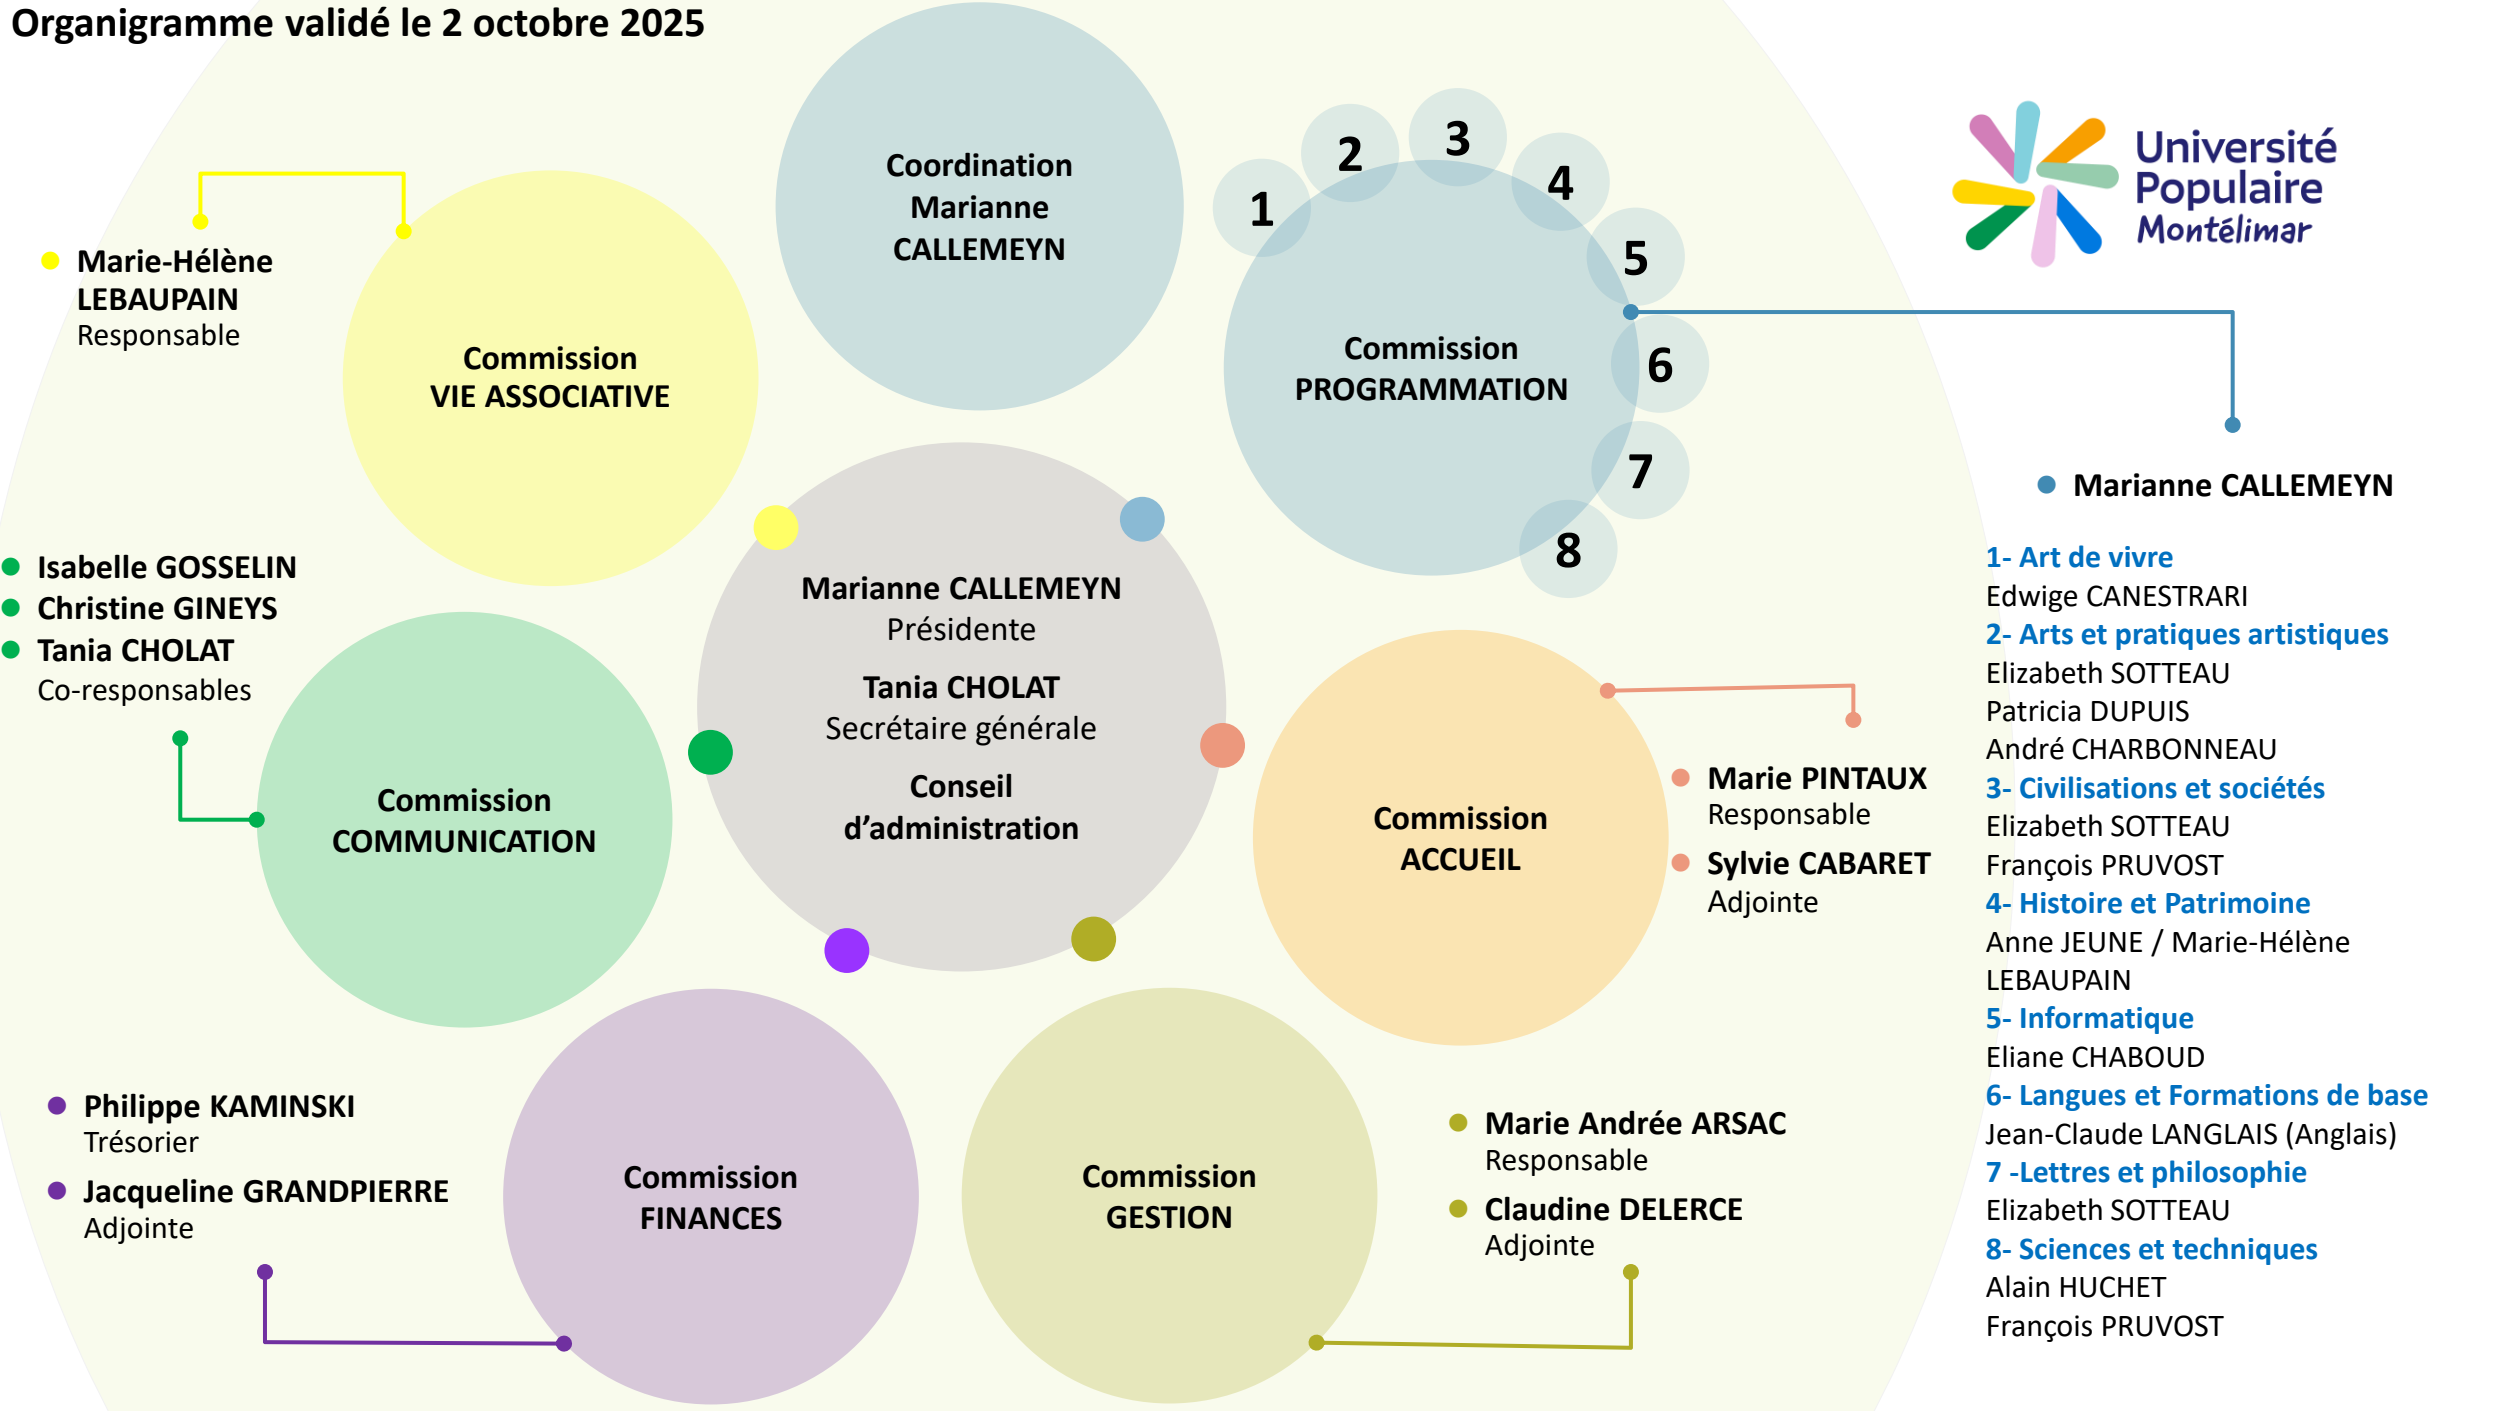 Organigramme validé le 2 octobre 2025
Coordination
Marianne
CALLEMEYN
1
2
3
4
5
6
7
8
Université
Populaire
Montélimar
Marie-Hélène
LEBAUPAIN
Responsable
Commission
VIE ASSOCIATIVE
Commission
PROGRAMMATION
Isabelle GOSSELIN
Christine GINEYS
Tania CHOLAT
Co-responsables
Commission
COMMUNICATION
Marianne CALLEMEYN
Présidente
Tania CHOLAT
Secrétaire générale
Conseil
d’administration
Commission
ACCUEIL
Marie PINTAUX
Responsable
Sylvie CABARET
Adjointe
Philippe KAMINSKI
Trésorier
Jacqueline GRANDPIERRE
Adjointe
Commission
FINANCES
Commission
GESTION
Marie Andrée ARSAC
Responsable
Claudine DELERCE
Adjointe
Marianne CALLEMEYN
1- Art de vivre
Edwige CANESTRARI
2- Arts et pratiques artistiques
Elizabeth SOTTEAU
Patricia DUPUIS
André CHARBONNEAU
3- Civilisations et sociétés
Elizabeth SOTTEAU
François PRUVOST
4- Histoire et Patrimoine
Anne JEUNE / Marie-Hélène
LEBAUPAIN
5- Informatique
Eliane CHABOUD
6- Langues et Formations de base
Jean-Claude LANGLAIS (Anglais)
7 -Lettres et philosophie
Elizabeth SOTTEAU
8- Sciences et techniques
Alain HUCHET
François PRUVOST